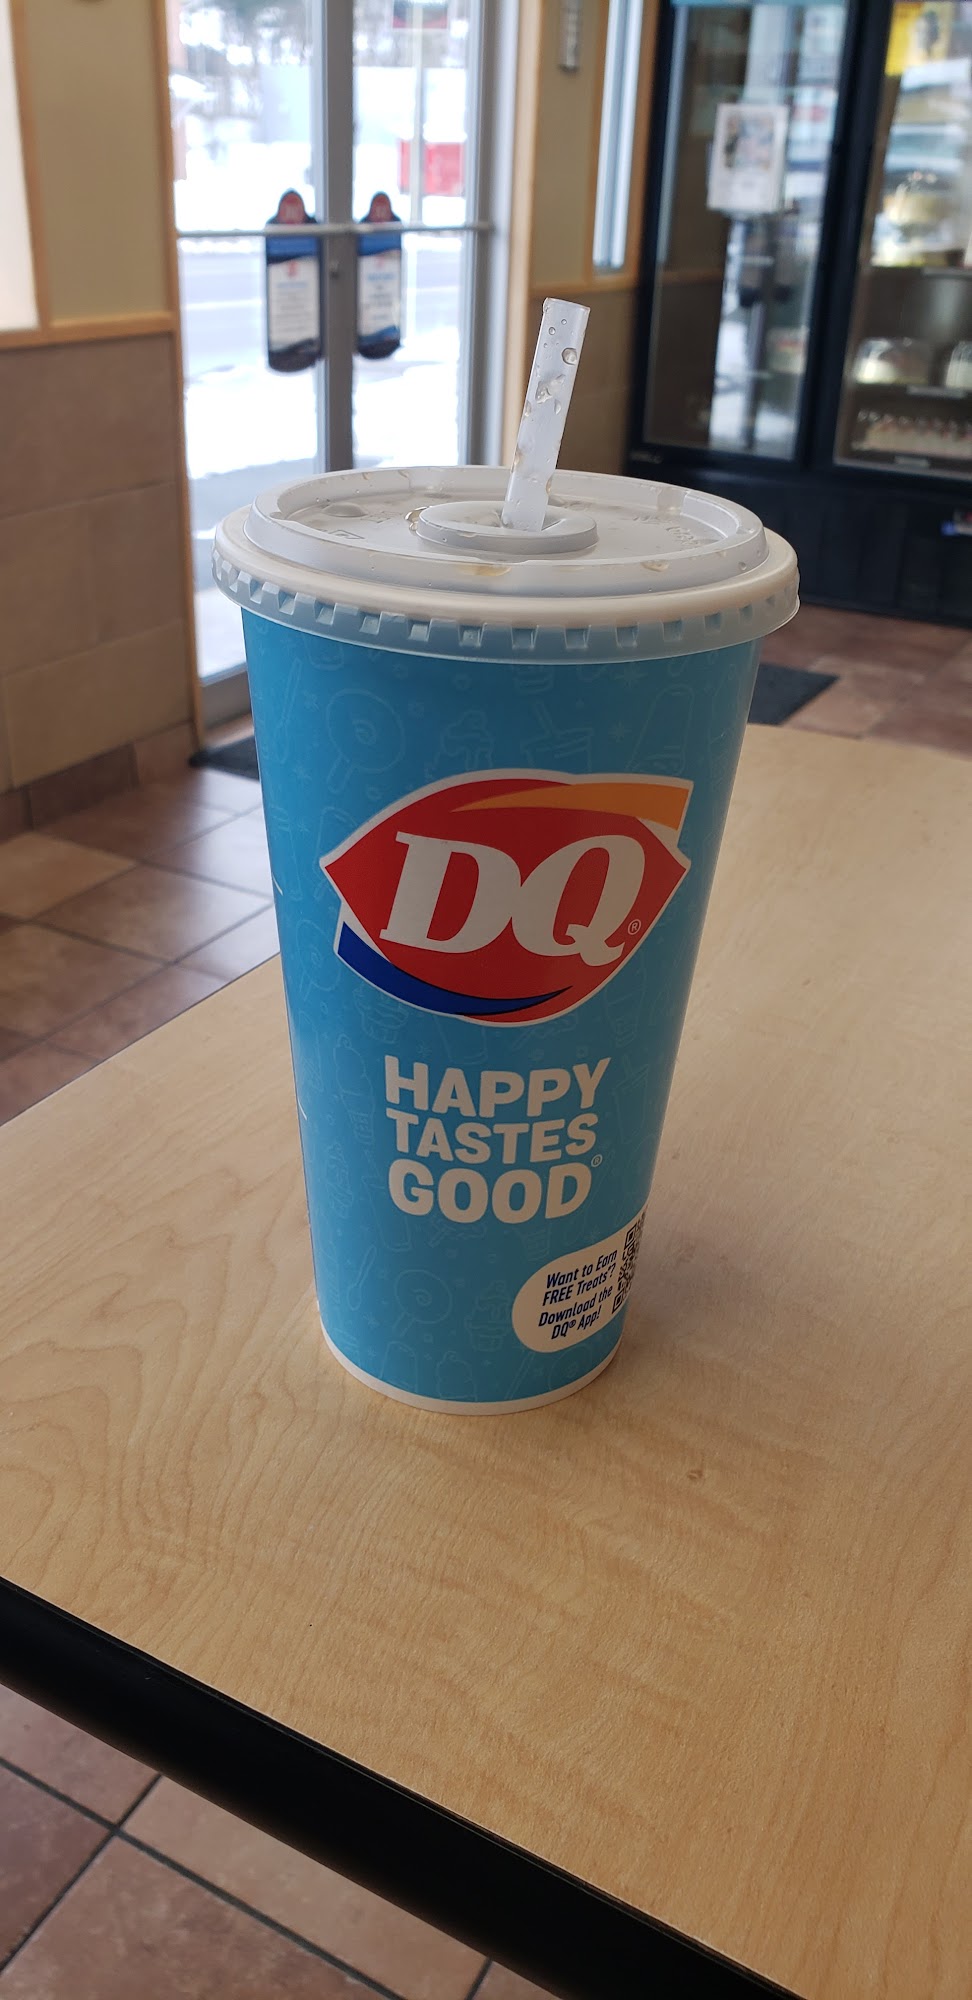 DQ®
HAPPY
TASTES
GOOD®
Want to Earn
FREE Treats*?
Download the
DQ® App!